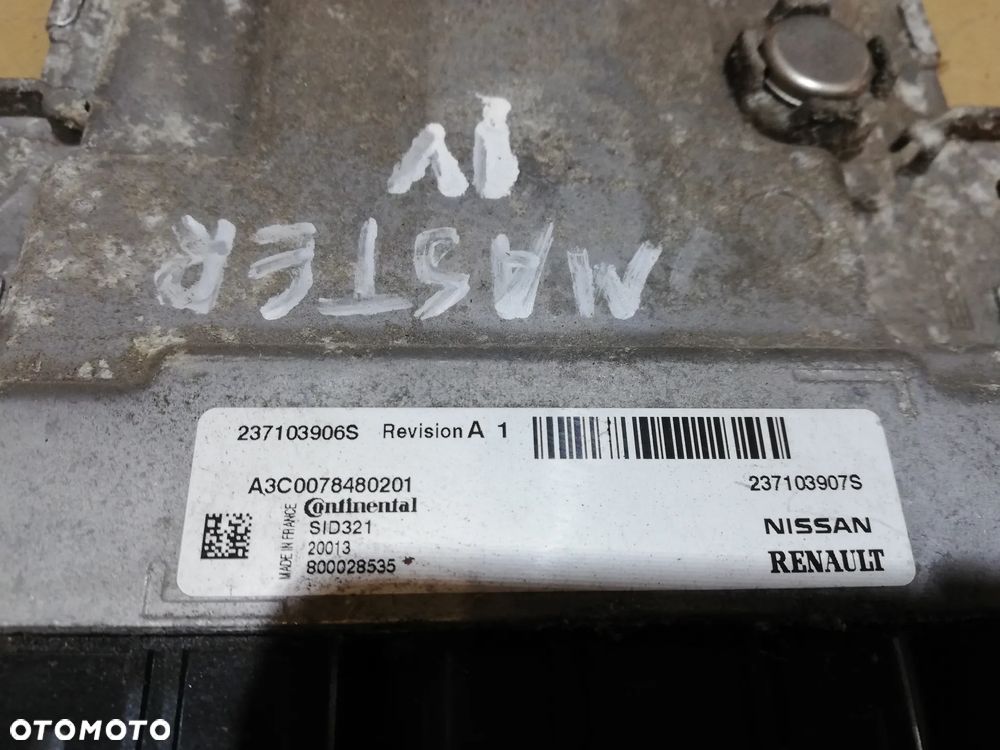 MASTER
IV
237103906S Revision A 1
A3C0078480201
237103907S
Continental
SID321
20013
800028535
MADE IN FRANCE
NISSAN
RENAULT
OTOMOTO